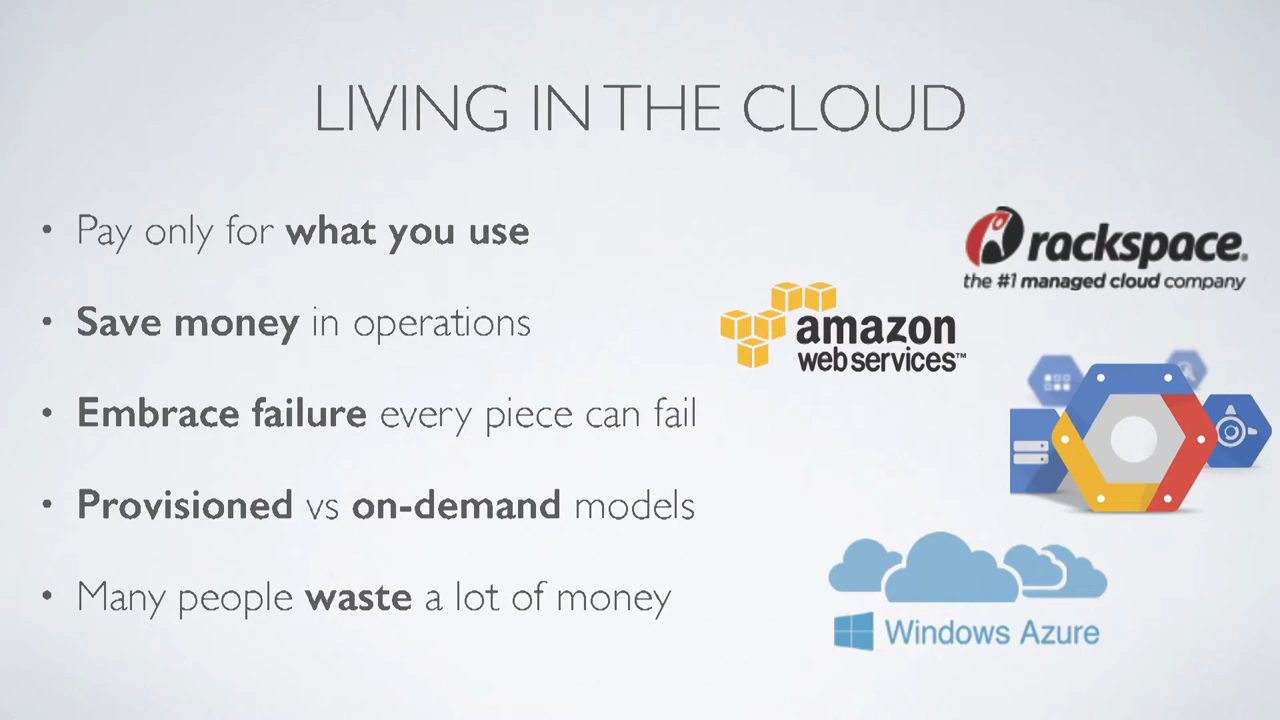 LIVING IN THE CLOUD
• Pay only for what you use
• Save money in operations
• Embrace failure every piece can fail
• Provisioned vs on-demand models
• Many people waste a lot of money
rackspace.
the #1 managed cloud company
amazon
web services™
Windows Azure